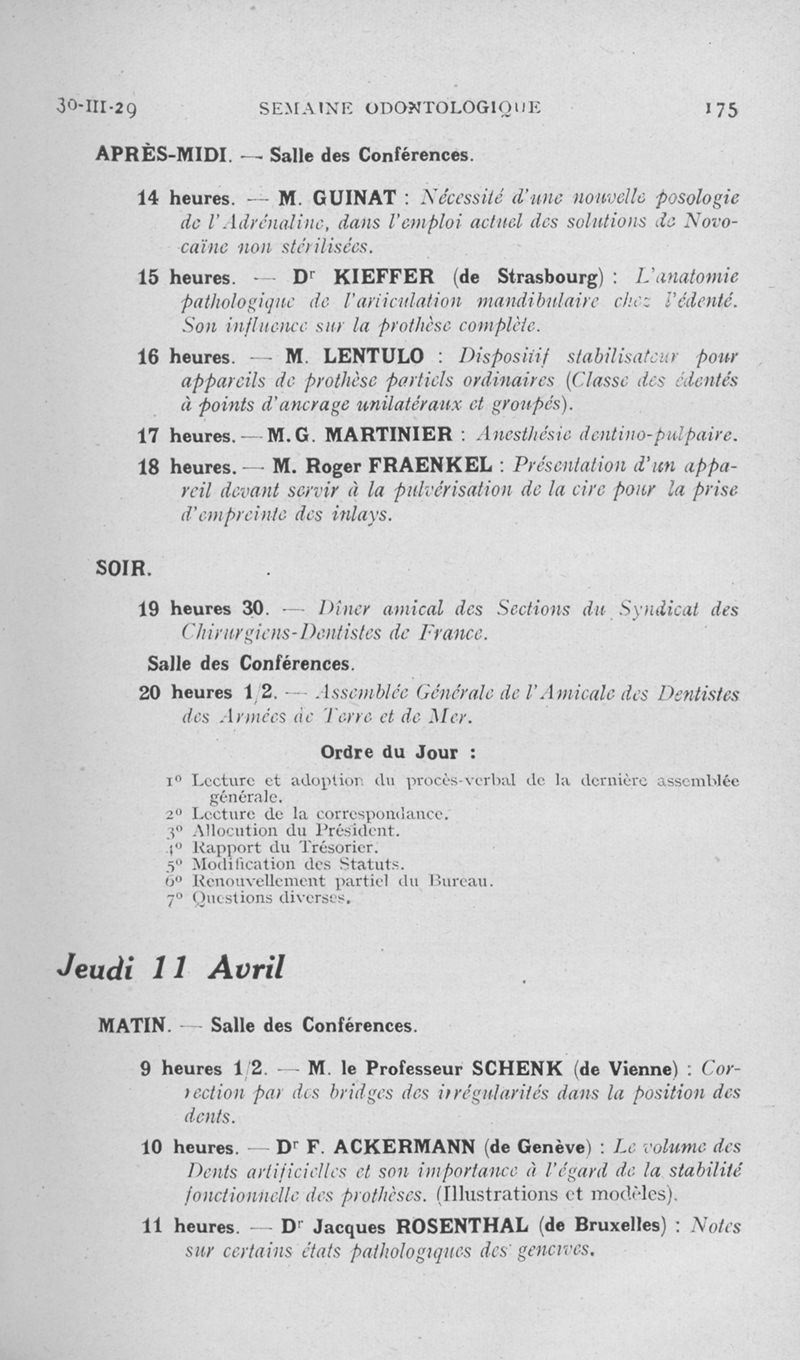 30-III-29 SEMAINE ODONTOLOGIQUE 175
APRÈS-MIDI. — Salle des Conférences.
14 heures. — M. GUINAT : Nécessité d'une nouvelle posologie
de l'Adrénaline, dans l'emploi actuel des solutions de Novo-
caïne non stérilisées.
15 heures. — Dr KIEFFER (de Strasbourg) : L'anatomie
pathologique de l'articulation mandibulaire chez l'édenté.
Son influence sur la prothèse complète.
16 heures. — M. LENTULO : Dispositif stabilisateur pour
appareils de prothèse partiels ordinaires (Classe des édentés
à points d'ancrage unilatéraux et groupés).
17 heures. — M. G. MARTINIER : Anesthésie dentino-pulpaire.
18 heures. — M. Roger FRAENKEL : Présentation d'un appa-
reil devant servir à la pulvérisation de la cire pour la prise
d'empreinte des inlays.
SOIR.
19 heures 30. — Dîner amical des Sections du Syndicat des
Chirurgiens-Dentistes de France.
Salle des Conférences.
20 heures 1/2. — Assemblée Générale de l'Amicale des Dentistes
des Armées de Terre et de Mer.
Ordre du Jour :
1° Lecture et adoption du procès-verbal de la dernière assemblée
générale.
2° Lecture de la correspondance.
3° Allocution du Président.
4° Rapport du Trésorier.
5° Modification des Statuts.
6° Renouvellement partiel du Bureau.
7° Questions diverses.
Jeudi 11 Avril
MATIN. — Salle des Conférences.
9 heures 1/2. — M. le Professeur SCHENK (de Vienne) : Cor-
rection par des bridges des irrégularités dans la position des
dents.
10 heures. — Dr F. ACKERMANN (de Genève) : Le volume des
Dents artificielles et son importance à l'égard de la stabilité
fonctionnelle des prothèses. (Illustrations et modèles).
11 heures. — Dr Jacques ROSENTHAL (de Bruxelles) : Notes
sur certains états pathologiques des gencives.